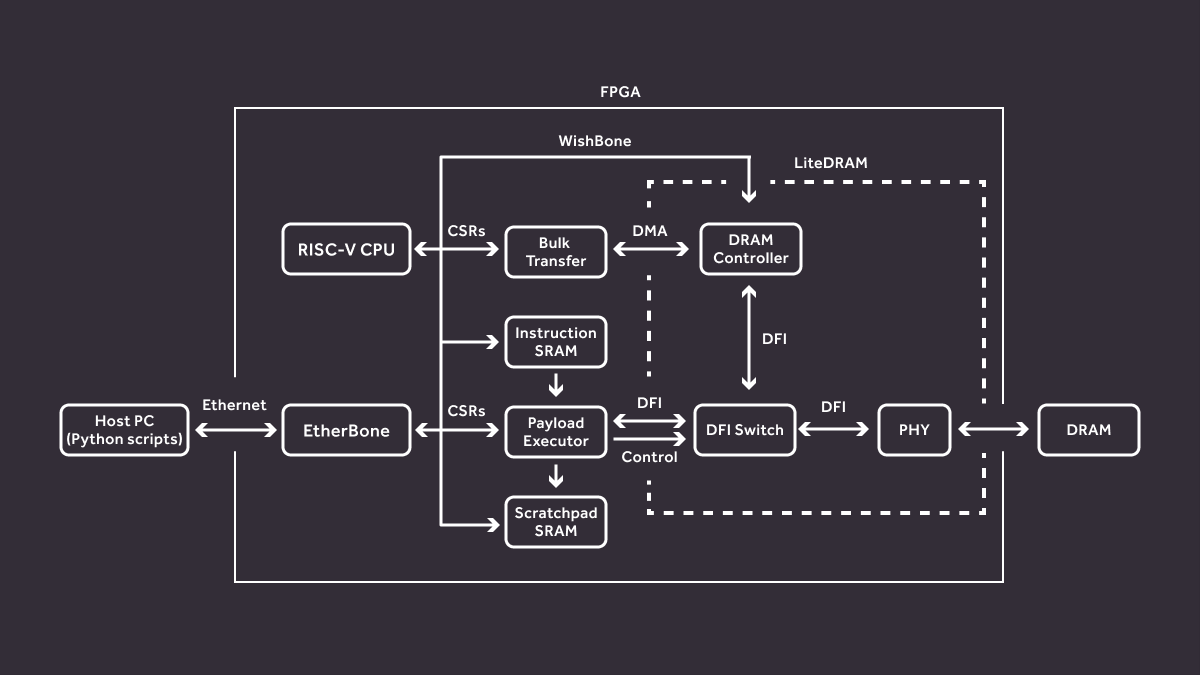 FPGA
WishBone
LiteDRAM
RISC-V CPU
CSRs
Bulk
Transfer
DMA
DRAM
Controller
Instruction
SRAM
DFI
Host PC
(Python scripts)
Ethernet
EtherBone
CSRs
Payload
Executor
DFI
Control
DFI Switch
DFI
PHY
DRAM
Scratchpad
SRAM